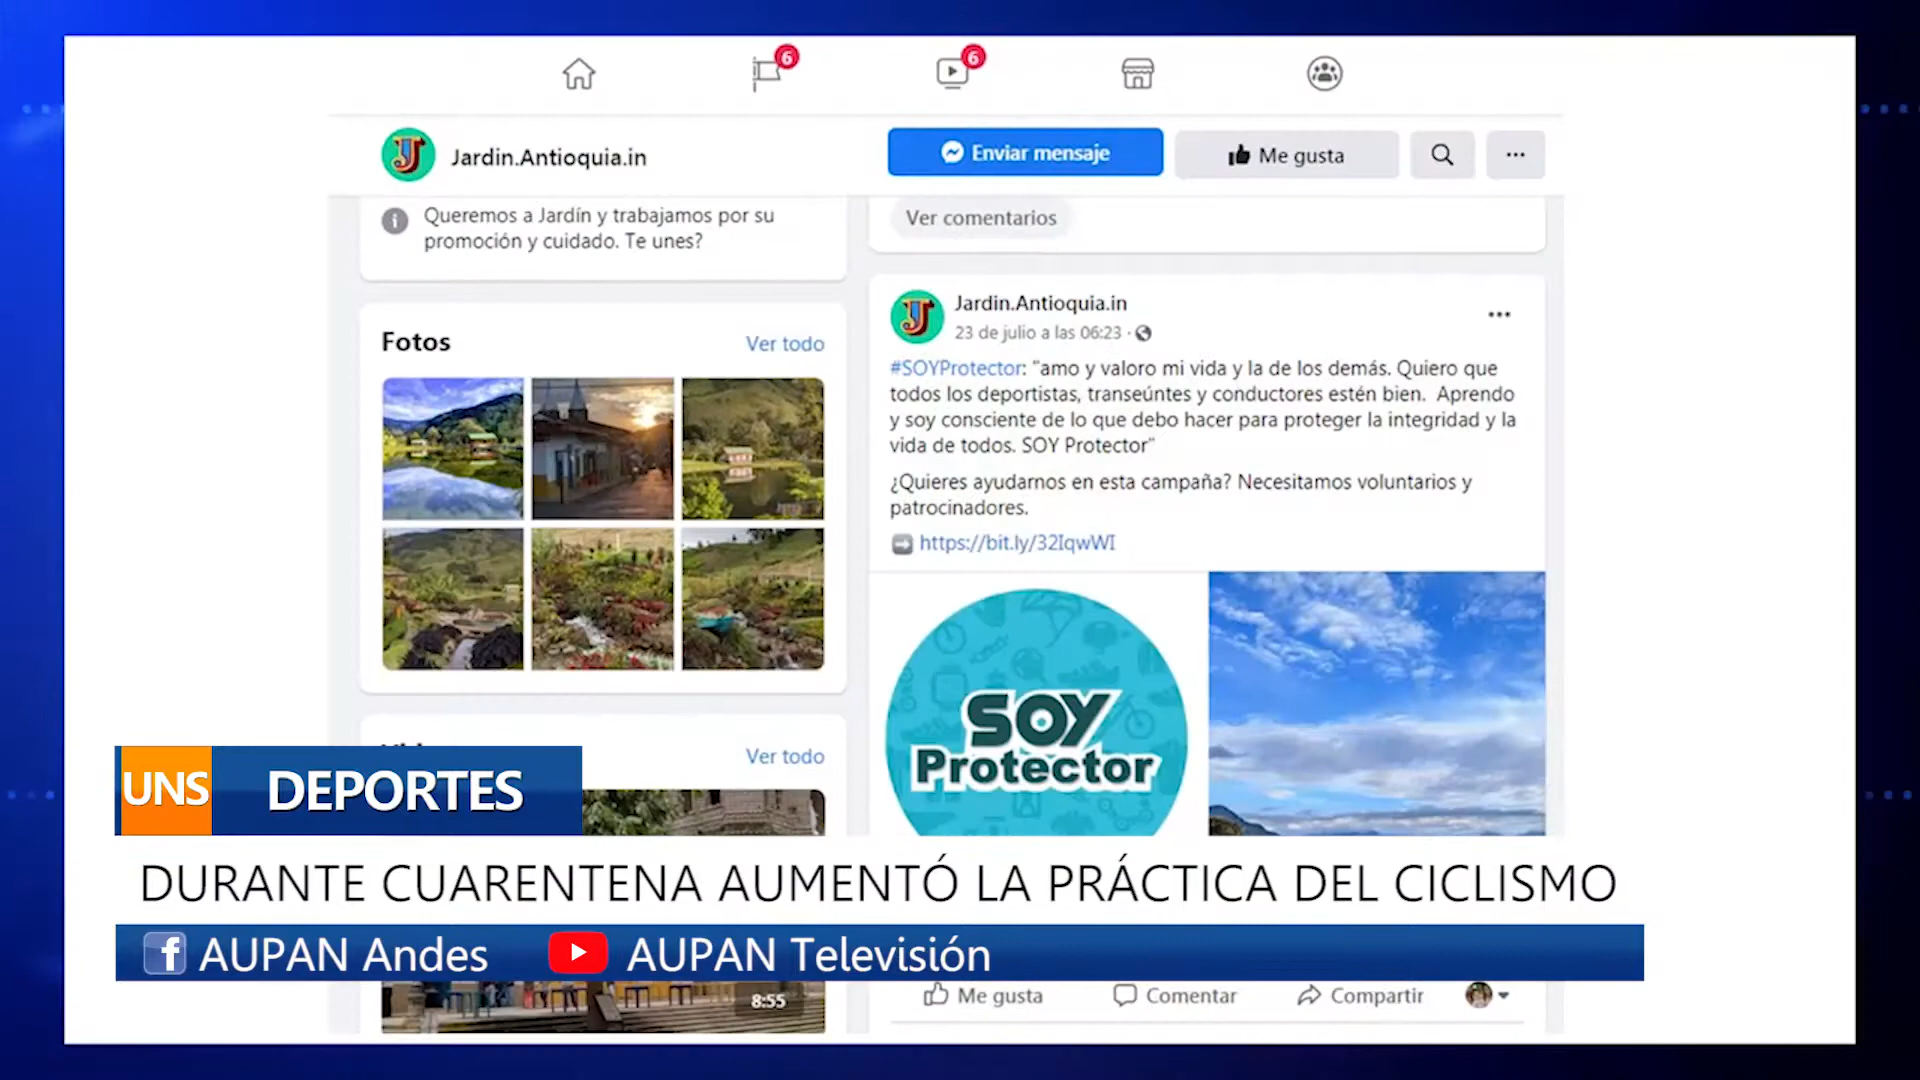 6
6
Jardin.Antioquia.in
Enviar mensaje
Me gusta
Queremos a Jardín y trabajamos por su
promoción y cuidado. Te unes?
Ver comentarios
Fotos
Ver todo
Jardin.Antioquia.in
23 de julio a las 06:23 ·
#SOYProtector: "amo y valoro mi vida y la de los demás. Quiero que
todos los deportistas, transeúntes y conductores estén bien. Aprendo
y soy consciente de lo que debo hacer para proteger la integridad y la
vida de todos. SOY Protector"
¿Quieres ayudarnos en esta campaña? Necesitamos voluntarios y
patrocinadores.
https://bit.ly/32IqwWI
SOY
Protector
Ver todo
UNS DEPORTES
DURANTE CUARENTENA AUMENTÓ LA PRÁCTICA DEL CICLISMO
AUPAN Andes
AUPAN Televisión
8:55
Me gusta
Comentar
Compartir